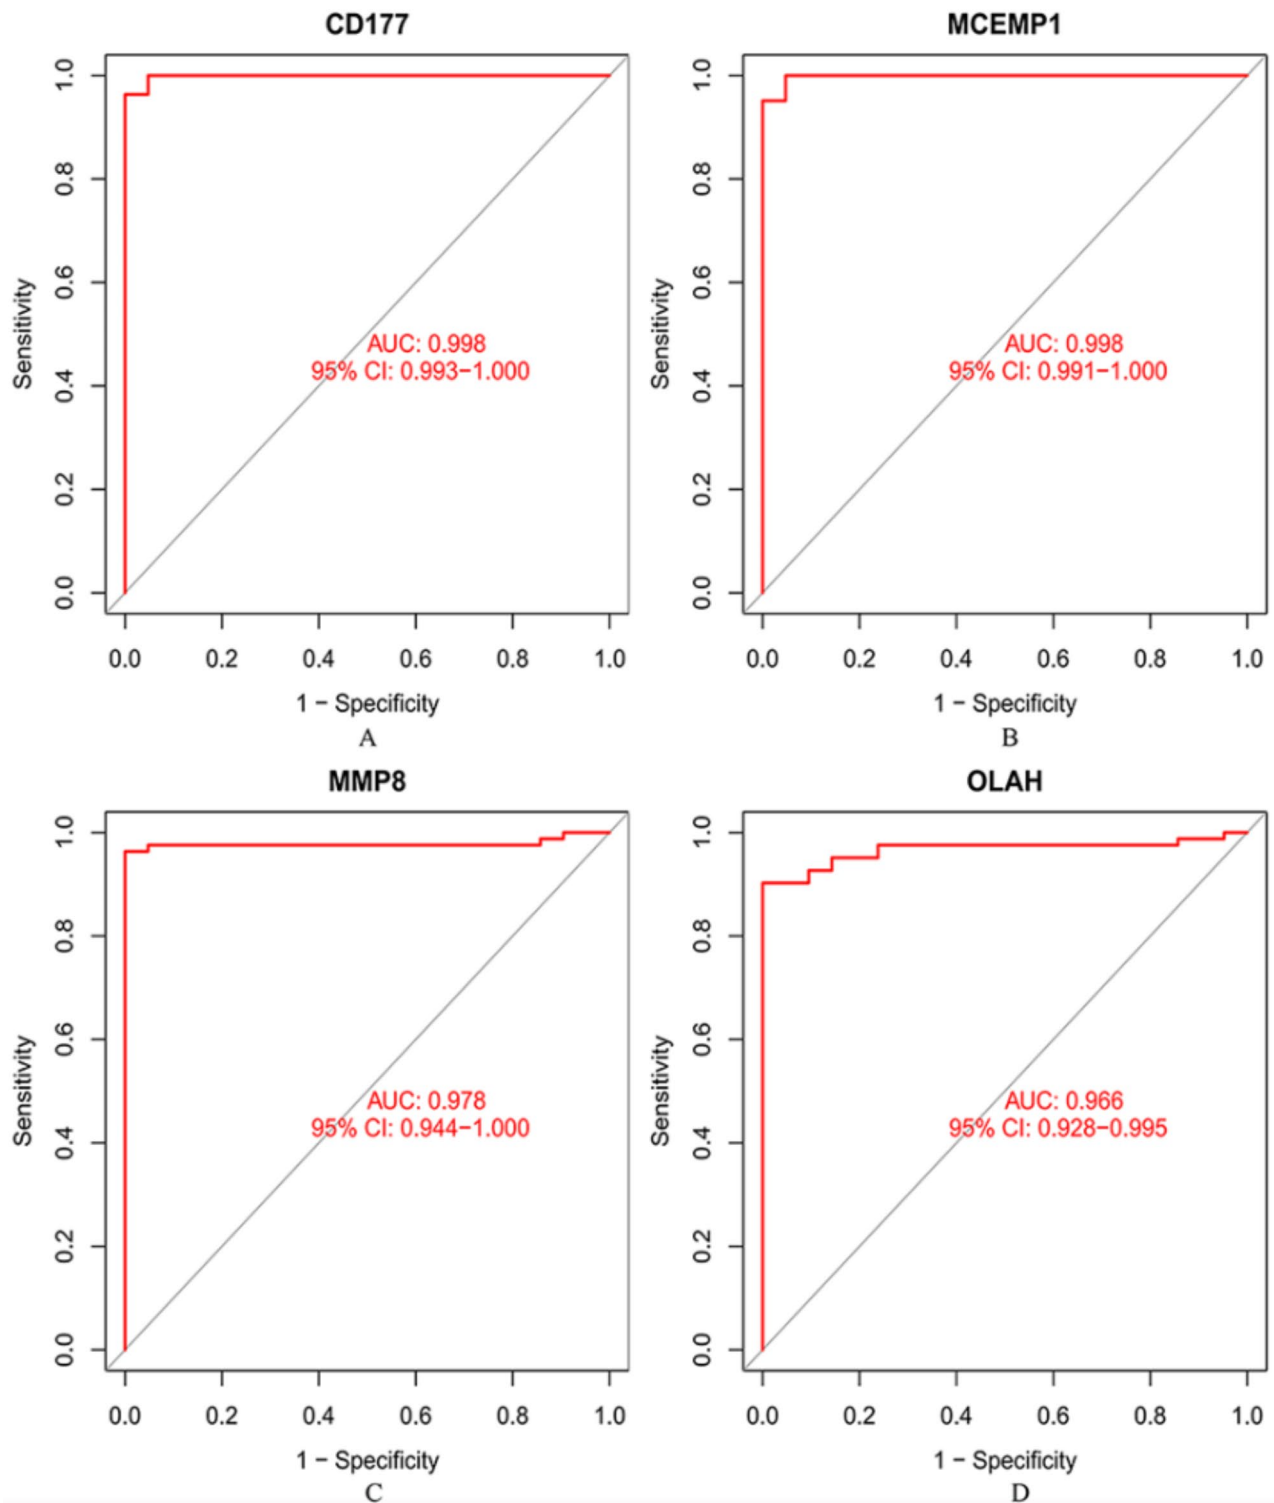 CD177
1.0
0.8
0.6
0.4
0.2
0.0
Sensitivity
AUC: 0.998
95% CI: 0.993−1.000
0.0 0.2 0.4 0.6 0.8 1.0
1 − Specificity
A
MCEMP1
1.0
0.8
0.6
0.4
0.2
0.0
Sensitivity
AUC: 0.998
95% CI: 0.991−1.000
0.0 0.2 0.4 0.6 0.8 1.0
1 − Specificity
B
MMP8
1.0
0.8
0.6
0.4
0.2
0.0
Sensitivity
AUC: 0.978
95% CI: 0.944−1.000
0.0 0.2 0.4 0.6 0.8 1.0
1 − Specificity
C
OLAH
1.0
0.8
0.6
0.4
0.2
0.0
Sensitivity
AUC: 0.966
95% CI: 0.928−0.995
0.0 0.2 0.4 0.6 0.8 1.0
1 − Specificity
D